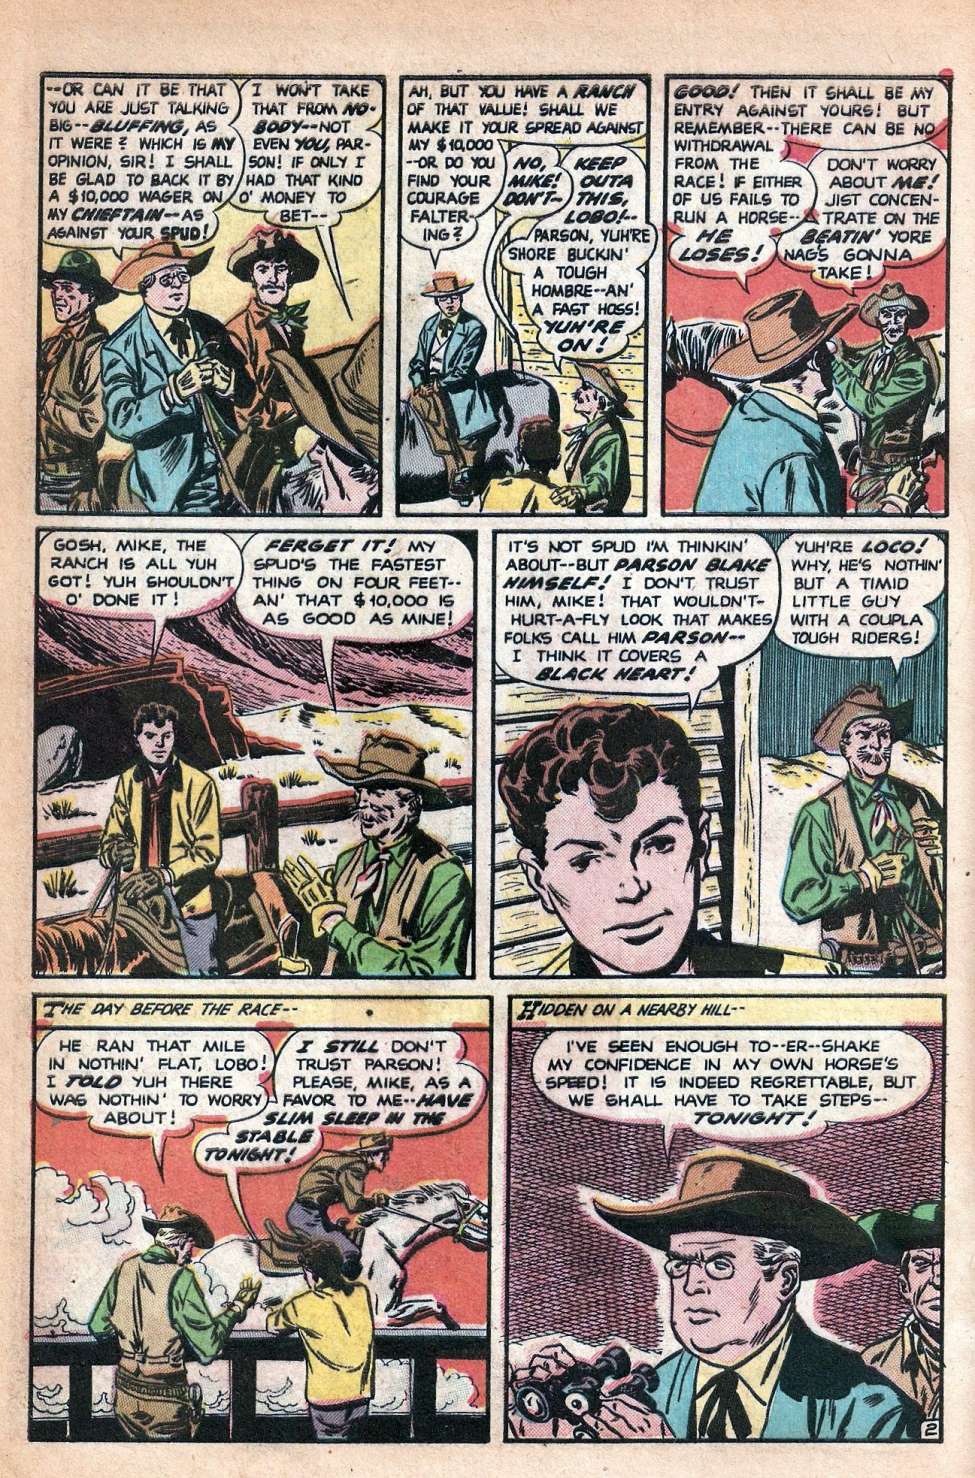 --OR CAN IT BE THAT
YOU ARE JUST TALKING
BIG--BLUFFING, AS
IT WERE? WHICH IS MY
OPINION, SIR! I SHALL
BE GLAD TO BACK IT BY
A $10,000 WAGER ON
MY CHIEFTAIN--AS
AGAINST YOUR SPUD!
I WON'T TAKE
THAT FROM NO-
BODY--NOT
EVEN YOU, PAR-
SON! IF ONLY I
HAD THAT KIND
O' MONEY TO
BET--
AH, BUT YOU HAVE A RANCH
OF THAT VALUE! SHALL WE
MAKE IT YOUR SPREAD AGAINST
MY $10,000
--OR DO YOU
FIND YOUR
COURAGE
FALTER-
ING?
NO,
MIKE!
DON'T--
KEEP
OUTA
THIS,
LOBO!--
PARSON, YUH'RE
SHORE BUCKIN'
A TOUGH
HOMBRE--AN'
A FAST HOSS!
YUH'RE
ON!
GOOD! THEN IT SHALL BE MY
ENTRY AGAINST YOURS! BUT
REMEMBER--THERE CAN BE NO
WITHDRAWAL
FROM THE
RACE! IF EITHER
OF US FAILS TO
RUN A HORSE--
HE
LOSES!
DON'T WORRY
ABOUT ME!
JIST CONCEN-
TRATE ON THE
BEATIN' YORE
NAG'S GONNA
TAKE!
GOSH, MIKE, THE
RANCH IS ALL YUH
GOT! YUH SHOULDN'T
O' DONE IT!
FERGET IT! MY
SPUD'S THE FASTEST
THING ON FOUR FEET--
AN' THAT $10,000 IS
AS GOOD AS MINE!
IT'S NOT SPUD I'M THINKIN'
ABOUT--BUT PARSON BLAKE
HIMSELF! I DON'T TRUST
HIM, MIKE! THAT WOULDN'T-
HURT-A-FLY LOOK THAT MAKES
FOLKS CALL HIM PARSON--
I THINK IT COVERS A
BLACK HEART!
YUH'RE LOCO!
WHY, HE'S NOTHIN'
BUT A TIMID
LITTLE GUY
WITH A COUPLA
TOUGH RIDERS!
THE DAY BEFORE THE RACE--
HE RAN THAT MILE
IN NOTHIN' FLAT, LOBO!
I TOLD YUH THERE
WAS NOTHIN' TO WORRY
ABOUT!
I STILL DON'T
TRUST PARSON!
PLEASE, MIKE, AS A
FAVOR TO ME--HAVE
SLIM SLEEP IN THE
STABLE
TONIGHT!
HIDDEN ON A NEARBY HILL--
I'VE SEEN ENOUGH TO--ER--SHAKE
MY CONFIDENCE IN MY OWN HORSE'S
SPEED! IT IS INDEED REGRETTABLE, BUT
WE SHALL HAVE TO TAKE STEPS--
TONIGHT!
2